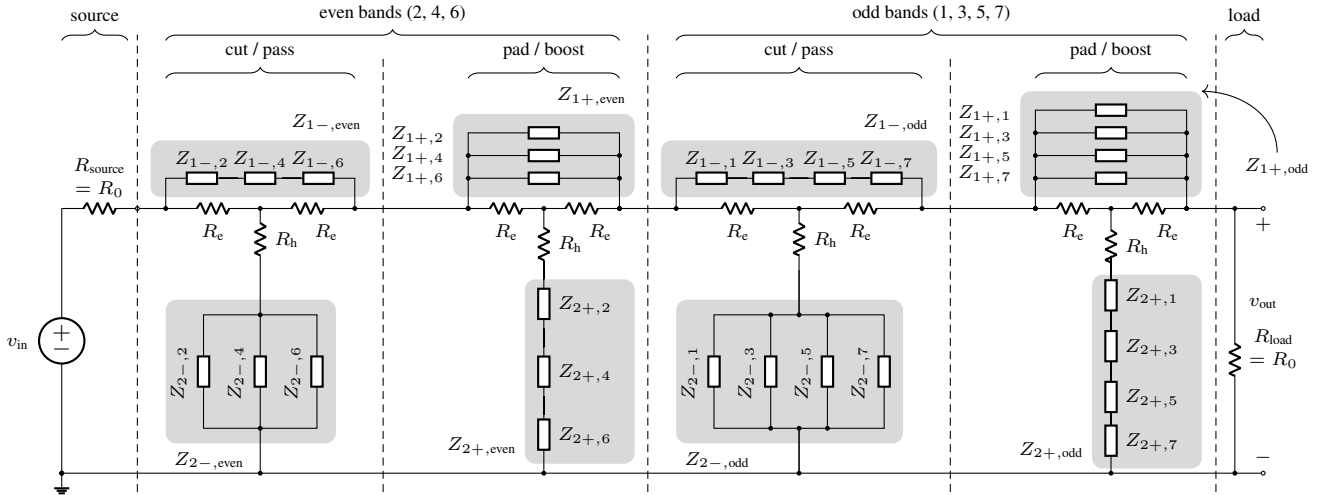 source
even bands (2, 4, 6)
odd bands (1, 3, 5, 7)
load
cut / pass
pad / boost
cut / pass
pad / boost
Z1−,even
Z1+,even
Z1−,odd
Z1+,odd
Rsource
= R0
Z1−,2 Z1−,4 Z1−,6
Z1+,2
Z1+,4
Z1+,6
Z1−,1 Z1−,3 Z1−,5 Z1−,7
Z1+,1
Z1+,3
Z1+,5
Z1+,7
Re
Re
Rh
Re
Re
Rh
Re
Re
Rh
Re
Re
Rh
+
vin
+
−
Z2−,2
Z2−,4
Z2−,6
Z2−,even
Z2+,2
Z2+,4
Z2+,6
Z2+,even
Z2−,1
Z2−,3
Z2−,5
Z2−,7
Z2−,odd
Z2+,1
Z2+,3
Z2+,5
Z2+,7
Z2+,odd
vout
Rload
= R0
−